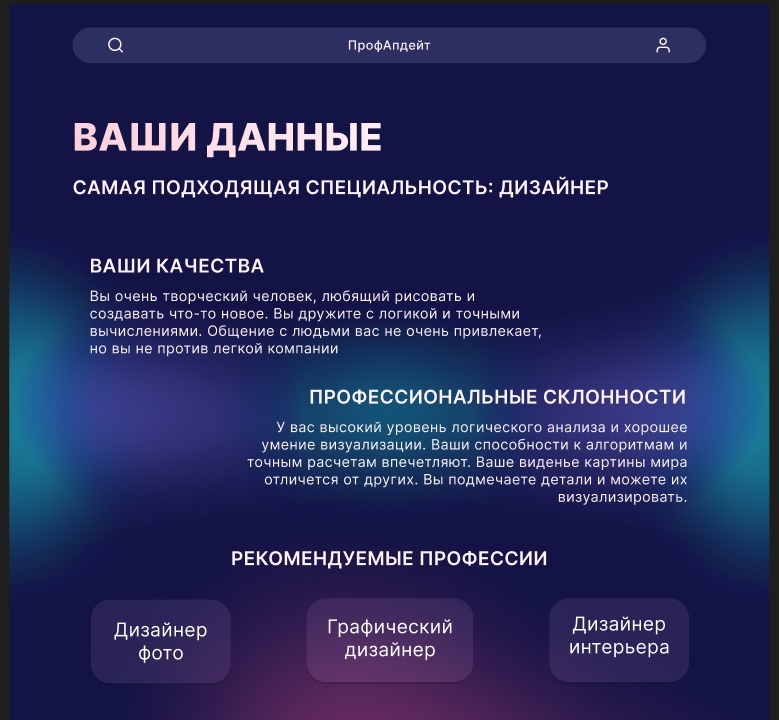 ПрофАпдейт
ВАШИ ДАННЫЕ
САМАЯ ПОДХОДЯЩАЯ СПЕЦИАЛЬНОСТЬ: ДИЗАЙНЕР
ВАШИ КАЧЕСТВА
Вы очень творческий человек, любящий рисовать и
создавать что-то новое. Вы дружите с логикой и точными
вычислениями. Общение с людьми вас не очень привлекает,
но вы не против легкой компании
ПРОФЕССИОНАЛЬНЫЕ СКЛОННОСТИ
У вас высокий уровень логического анализа и хорошее
умение визуализации. Ваши способности к алгоритмам и
точным расчетам впечетляют. Ваше виденье картины мира
отличется от других. Вы подмечаете детали и можете их
визуализировать.
РЕКОМЕНДУЕМЫЕ ПРОФЕССИИ
Дизайнер
фото
Графический
дизайнер
Дизайнер
интерьера